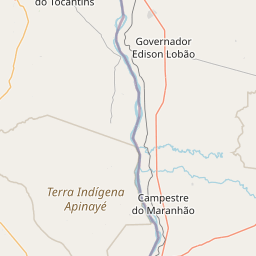 do Tocantins
Governador
Edison Lobão
Terra Indígena
Apinayé
Campestre
do Maranhão